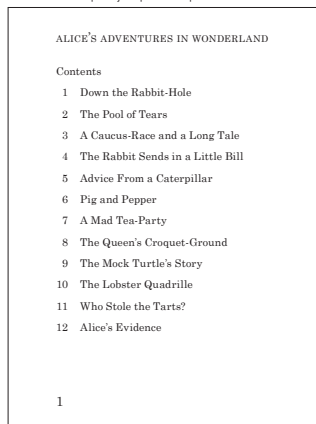 ALICE'S ADVENTURES IN WONDERLAND
Contents
1 Down the Rabbit-Hole
2 The Pool of Tears
3 A Caucus-Race and a Long Tale
4 The Rabbit Sends in a Little Bill
5 Advice From a Caterpillar
6 Pig and Pepper
7 A Mad Tea-Party
8 The Queen's Croquet-Ground
9 The Mock Turtle's Story
10 The Lobster Quadrille
11 Who Stole the Tarts?
12 Alice's Evidence
1